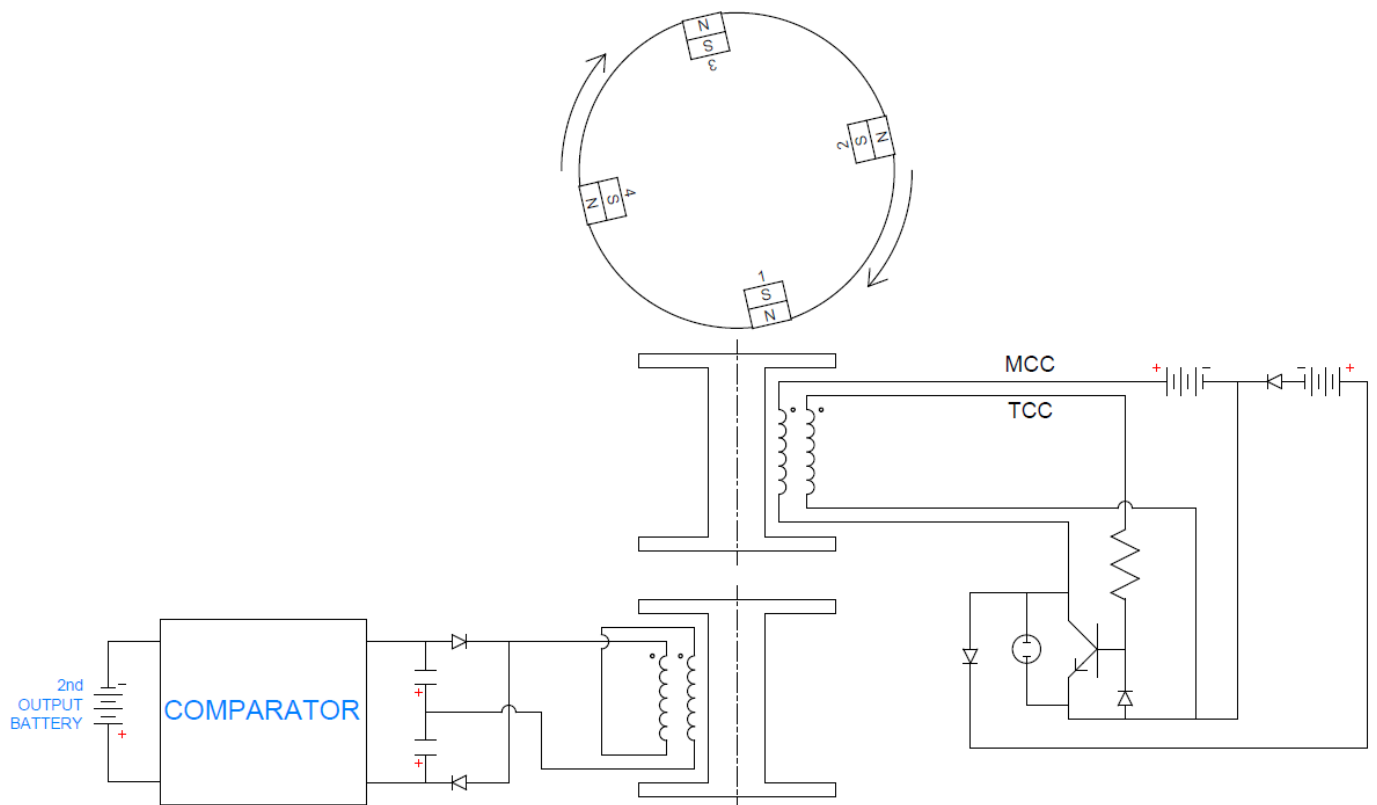 N
S
3
N
S
2
4
S
N
1
S
N
MCC
+
-
-
+
TCC
2nd
OUTPUT
BATTERY
-
+
COMPARATOR
+
+